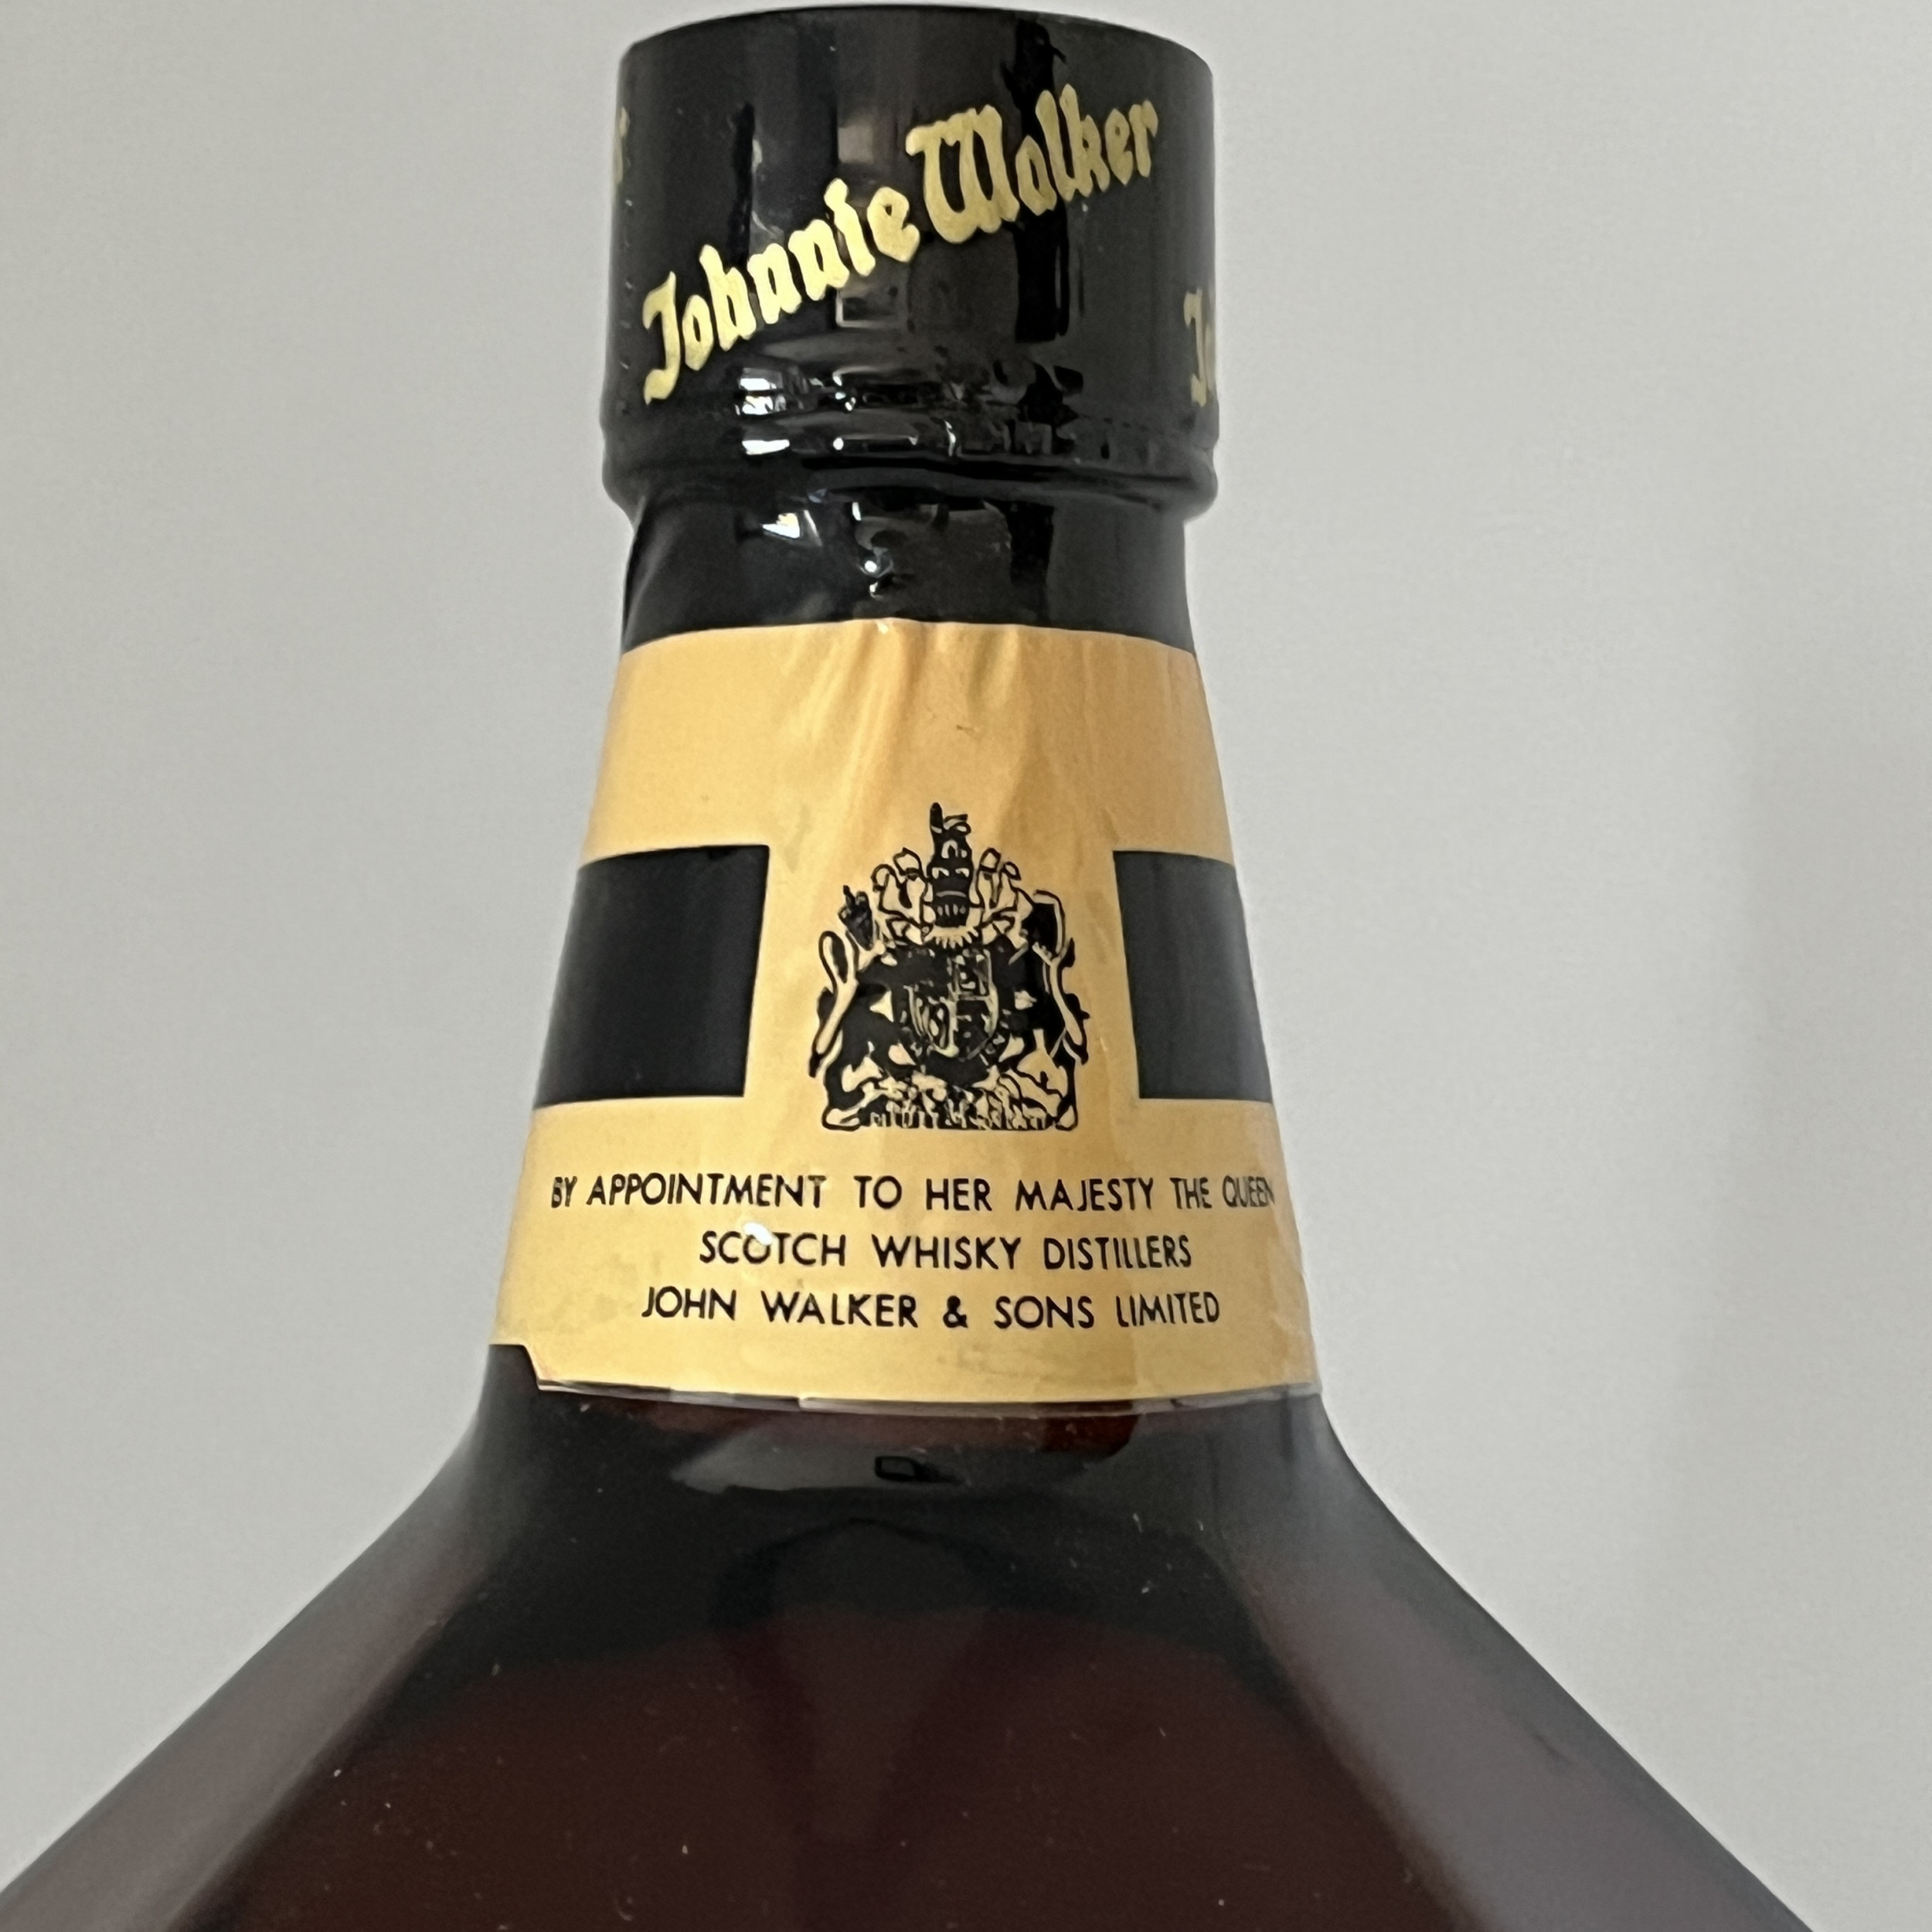 Johnnie Walker
BY APPOINTMENT TO HER MAJESTY THE QUEEN
SCOTCH WHISKY DISTILLERS
JOHN WALKER & SONS LIMITED